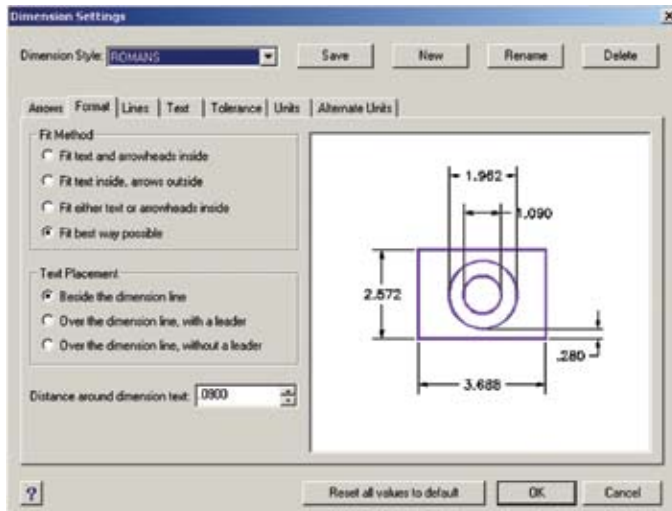 Dimension Settings
Dimension Style: ROMANS Save New Rename Delete
Arrows Format Lines Text Tolerance Units Alternate Units
Fit Method
Fit text and arrowheads inside
Fit text inside, arrows outside
Fit either text or arrowheads inside
Fit best way possible
Text Placement
Beside the dimension line
Over the dimension line, with a leader
Over the dimension line, without a leader
Distance around dimension text: .0900
1.962
1.090
2.572
.280
3.688
? Reset all values to default OK Cancel